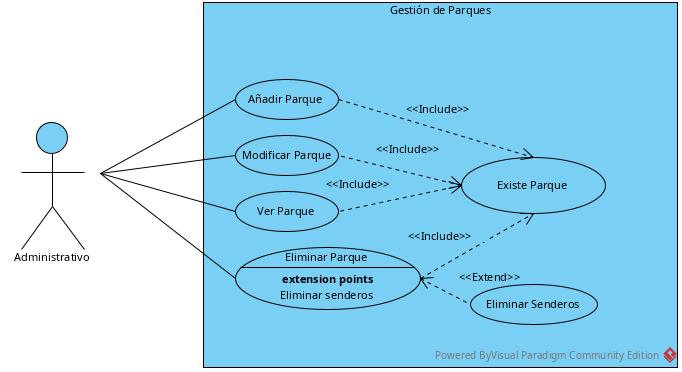 Gestión de Parques
Añadir Parque
<<Include>>
Modificar Parque
<<Include>>
<<Include>>
Existe Parque
Ver Parque
<<Include>>
Eliminar Parque
extension points
Eliminar senderos
<<Extend>>
Eliminar Senderos
Administrativo
Powered ByVisual Paradigm Community Edition